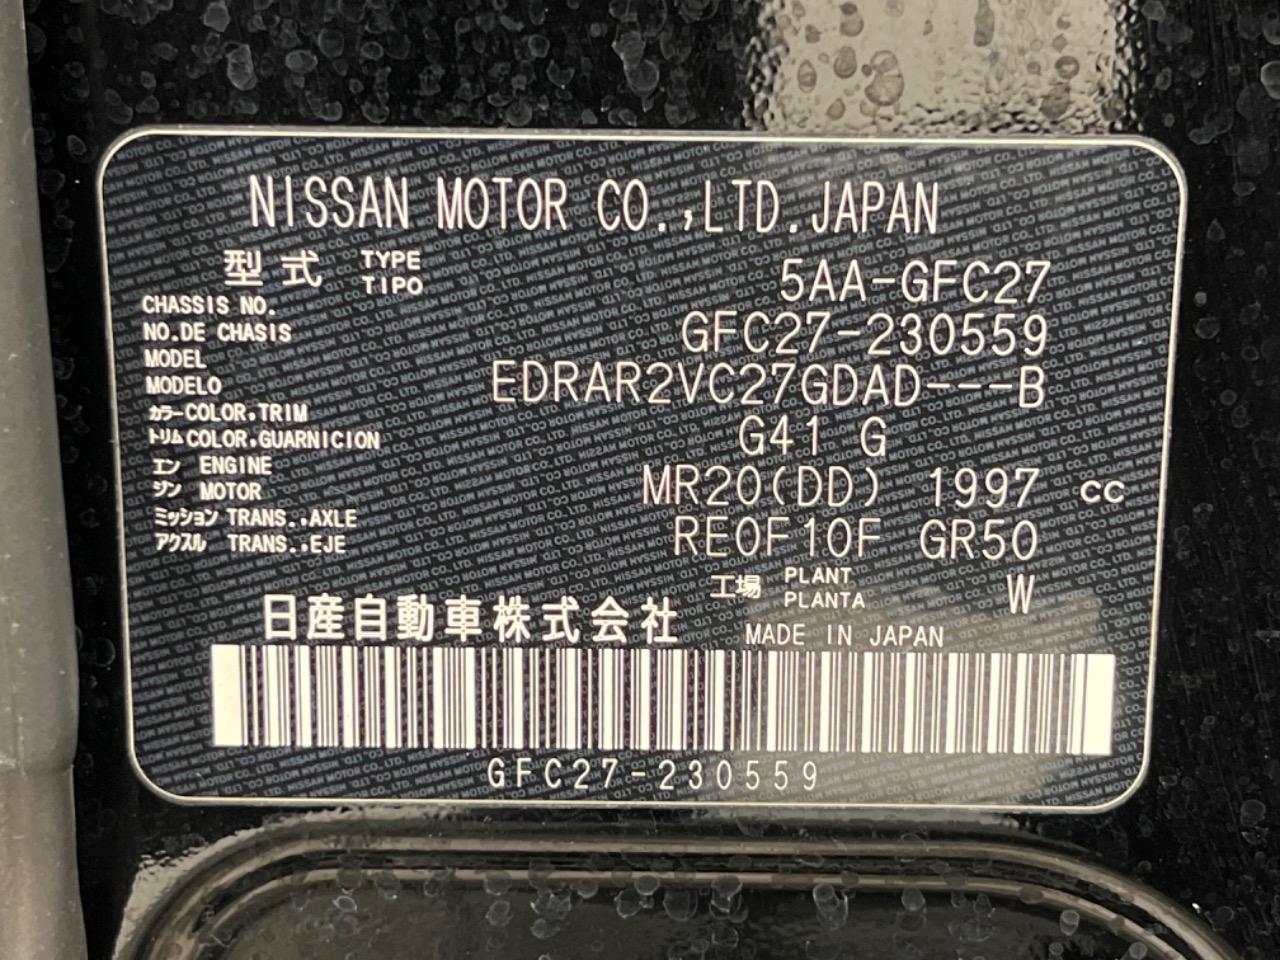 NISSAN MOTOR CO.,LTD.JAPAN
型式 TYPE TIPO 5AA-GFC27
CHASSIS NO.
NO.DE CHASIS GFC27-230559
MODEL
MODELO EDRAR2VC27GDAD---B
カラー COLOR.TRIM
トリム COLOR.GUARNICION G41 G
エン ENGINE
ジン MOTOR MR20(DD) 1997 cc
ミッション TRANS.,AXLE
アクスル TRANS.,EJE RE0F10F GR50
工場 PLANT PLANTA W
日産自動車株式会社 MADE IN JAPAN
GFC27-230559